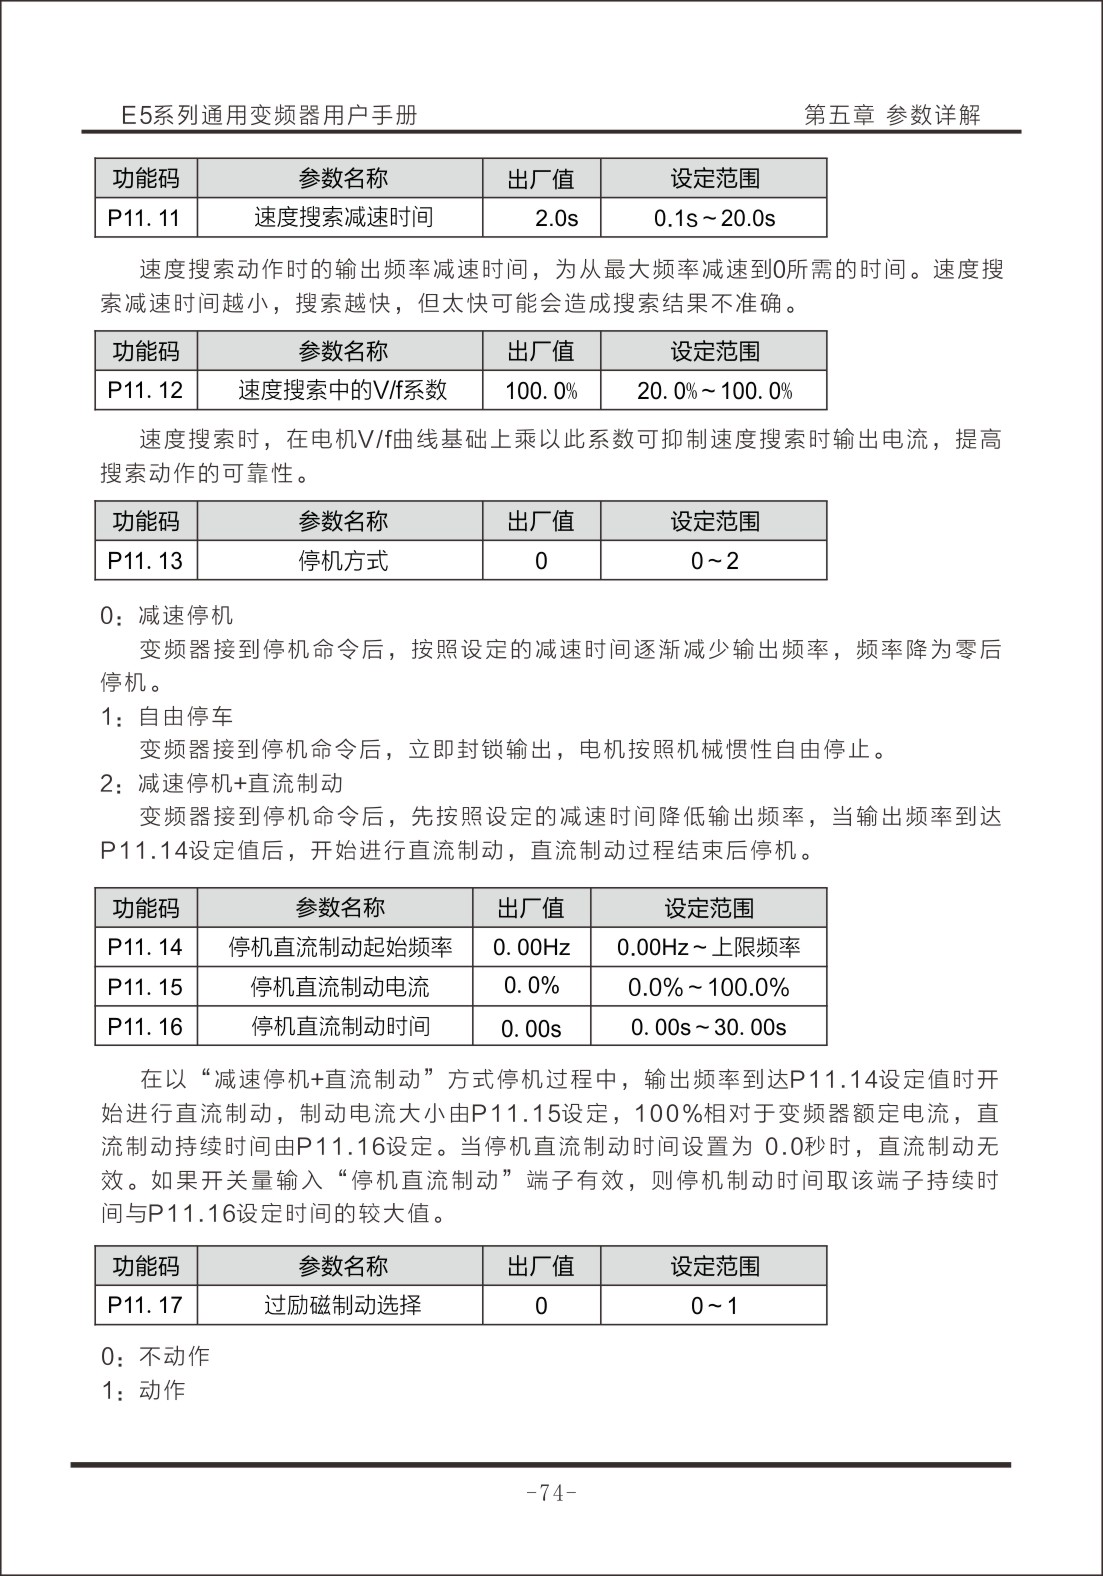 E5系列通用变频器用户手册 第五章 参数详解
功能码 参数名称 出厂值 设定范围
P11.11 速度搜索减速时间 2.0s 0.1s~20.0s
速度搜索动作时的输出频率减速时间，为从最大频率减速到0所需的时间。速度搜
索减速时间越小，搜索越快，但太快可能会造成搜索结果不准确。
功能码 参数名称 出厂值 设定范围
P11.12 速度搜索中的V/f系数 100.0% 20.0%~100.0%
速度搜索时，在电机V/f曲线基础上乘以此系数可抑制速度搜索时输出电流，提高
搜索动作的可靠性。
功能码 参数名称 出厂值 设定范围
P11.13 停机方式 0 0~2
0：减速停机
变频器接到停机命令后，按照设定的减速时间逐渐减少输出频率，频率降为零后
停机。
1：自由停车
变频器接到停机命令后，立即封锁输出，电机按照机械惯性自由停止。
2：减速停机+直流制动
变频器接到停机命令后，先按照设定的减速时间降低输出频率，当输出频率到达
P11.14设定值后，开始进行直流制动，直流制动过程结束后停机。
功能码 参数名称 出厂值 设定范围
P11.14 停机直流制动起始频率 0.00Hz 0.00Hz~上限频率
P11.15 停机直流制动电流 0.0% 0.0%~100.0%
P11.16 停机直流制动时间 0.00s 0.00s~30.00s
在以“减速停机+直流制动”方式停机过程中，输出频率到达P11.14设定值时开
始进行直流制动，制动电流大小由P11.15设定，100%相对于变频器额定电流，直
流制动持续时间由P11.16设定。当停机直流制动时间设置为 0.0秒时，直流制动无
效。如果开关量输入“停机直流制动”端子有效，则停机制动时间取该端子持续时
间与P11.16设定时间的较大值。
功能码 参数名称 出厂值 设定范围
P11.17 过励磁制动选择 0 0~1
0：不动作
1：动作
-74-